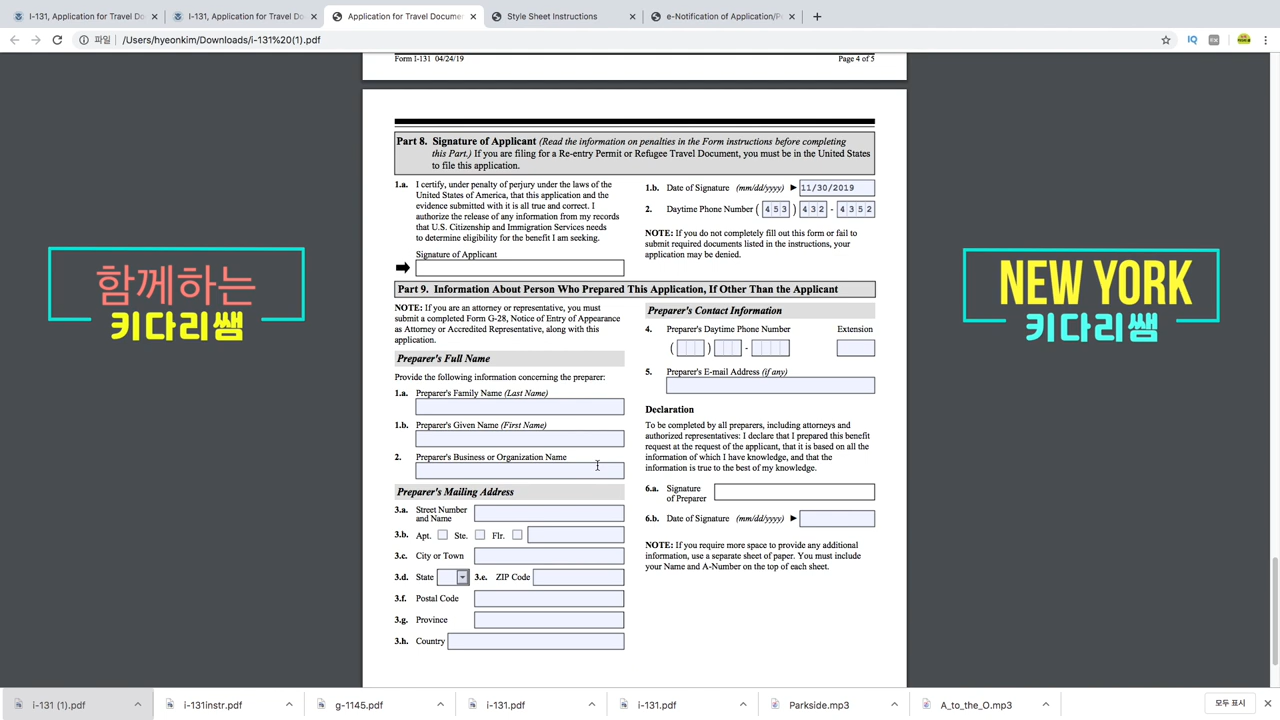 I-131, Application for Travel Do
I-131, Application for Travel Do
Application for Travel Documen
Style Sheet Instructions
e-Notification of Application/P
파일 /Users/hyeonkim/Downloads/i-131%20(1).pdf
Form I-131 04/24/19 Page 4 of 5
Part 8. Signature of Applicant (Read the information on penalties in the Form instructions before completing
this Part.) If you are filing for a Re-entry Permit or Refugee Travel Document, you must be in the United States
to file this application.
1.a. I certify, under penalty of perjury under the laws of the
United States of America, that this application and the
evidence submitted with it is all true and correct. I
authorize the release of any information from my records
that U.S. Citizenship and Immigration Services needs
to determine eligibility for the benefit I am seeking.
Signature of Applicant
1.b. Date of Signature (mm/dd/yyyy) 11/30/2019
2. Daytime Phone Number (453) 432 - 4352
NOTE: If you do not completely fill out this form or fail to
submit required documents listed in the instructions, your
application may be denied.
Part 9. Information About Person Who Prepared This Application, If Other Than the Applicant
NOTE: If you are an attorney or representative, you must
submit a completed Form G-28, Notice of Entry of Appearance
as Attorney or Accredited Representative, along with this
application.
Preparer's Full Name
Provide the following information concerning the preparer:
1.a. Preparer's Family Name (Last Name)
1.b. Preparer's Given Name (First Name)
2. Preparer's Business or Organization Name
Preparer's Mailing Address
3.a. Street Number
and Name
3.b. Apt. Ste. Flr.
3.c. City or Town
3.d. State 3.e. ZIP Code
3.f. Postal Code
3.g. Province
3.h. Country
Preparer's Contact Information
4. Preparer's Daytime Phone Number Extension
( ) -
5. Preparer's E-mail Address (if any)
Declaration
To be completed by all preparers, including attorneys and
authorized representatives: I declare that I prepared this benefit
request at the request of the applicant, that it is based on all the
information of which I have knowledge, and that the
information is true to the best of my knowledge.
6.a. Signature
of Preparer
6.b. Date of Signature (mm/dd/yyyy)
NOTE: If you require more space to provide any additional
information, use a separate sheet of paper. You must include
your Name and A-Number on the top of each sheet.
함께하는
키다리쌤
NEW YORK
키다리쌤
i-131 (1).pdf
i-131instr.pdf
g-1145.pdf
i-131.pdf
i-131.pdf
Parkside.mp3
A_to_the_O.mp3
모두 표시